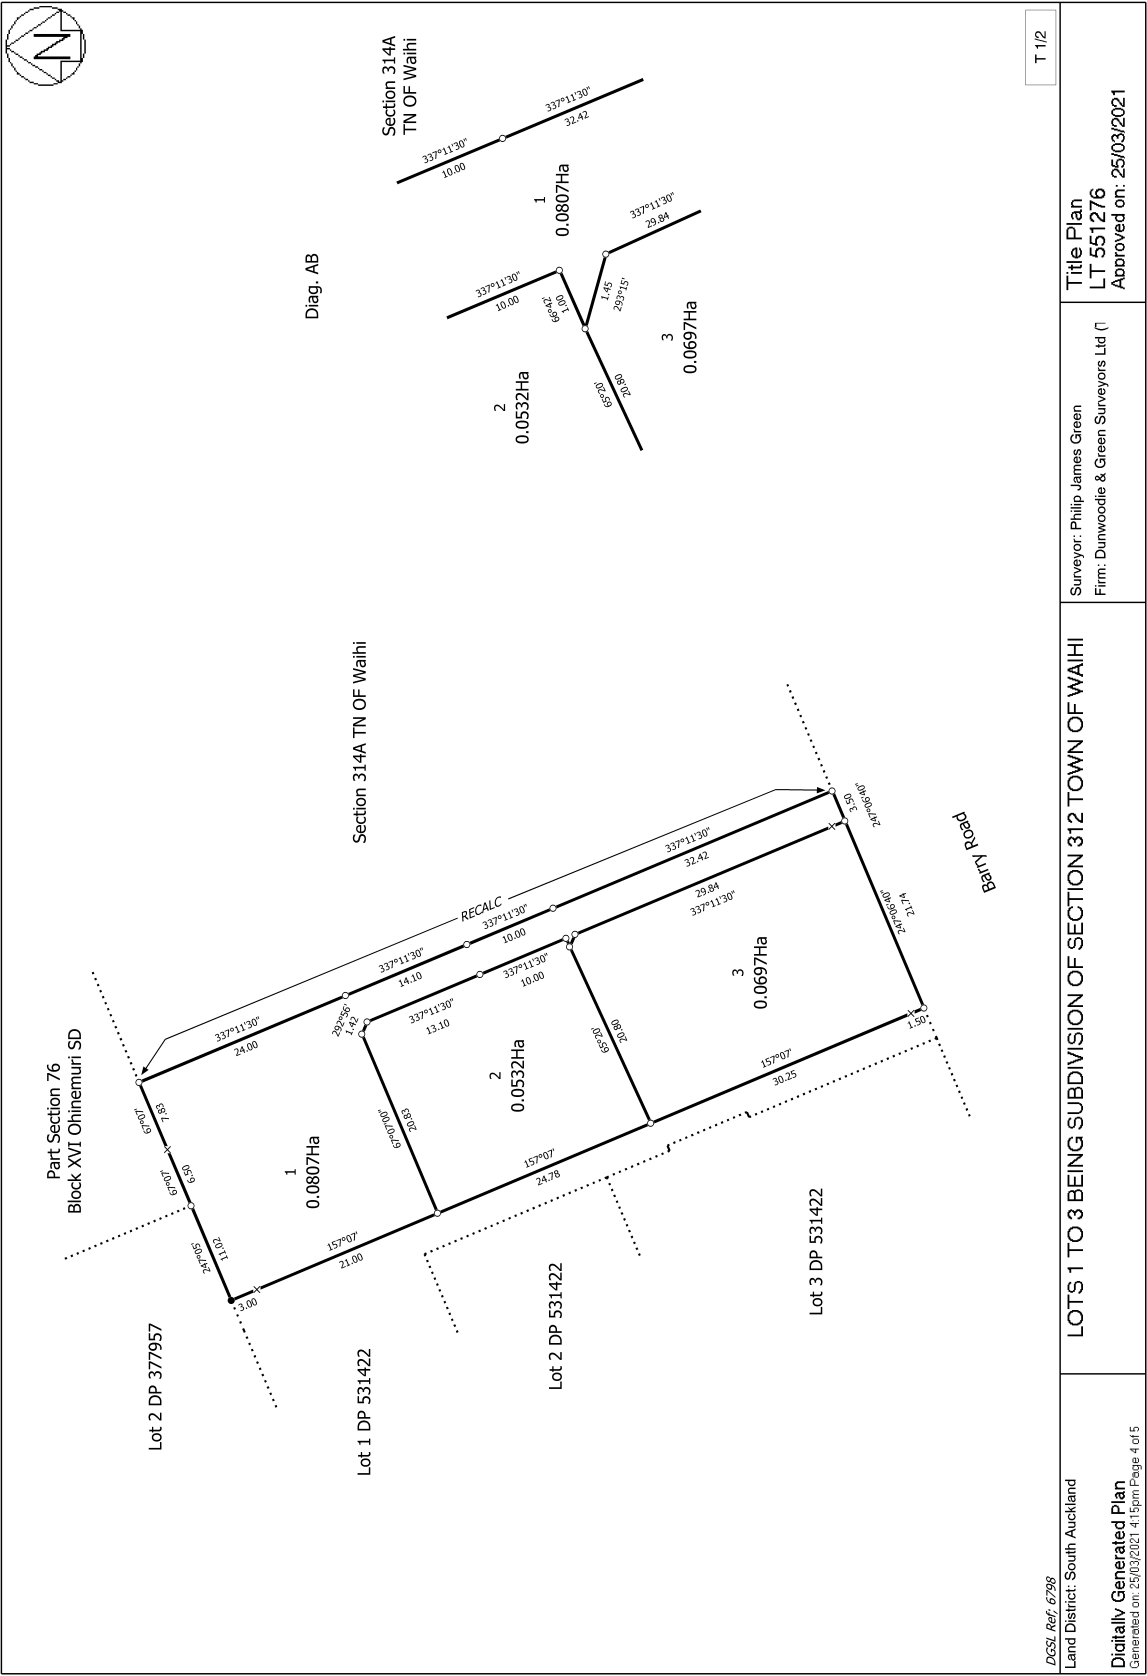 N
Part Section 76
Block XVI Ohinemuri SD
Lot 2 DP 377957
Lot 1 DP 531422
Lot 2 DP 531422
Lot 3 DP 531422
Section 314A TN OF Waihi
Barry Road
RECALC
247°05'
11.02
67°07'
6.50
67°07'
7.83
3.00
157°07'
21.00
1
0.0807Ha
337°11'30"
24.00
292°56'
1.42
337°11'30"
14.10
337°11'30"
13.10
67°07'00"
20.83
2
0.0532Ha
157°07'
24.78
337°11'30"
10.00
337°11'30"
10.00
65°20'
20.80
3
0.0697Ha
157°07'
30.25
1.50
337°11'30"
32.42
29.84
337°11'30"
247°06'40"
21.74
3.50
247°06'40"
Diag. AB
Section 314A
TN OF Waihi
337°11'30"
10.00
337°11'30"
32.42
1
0.0807Ha
337°11'30"
10.00
66°42'
1.00
1.45
293°15'
337°11'30"
29.84
2
0.0532Ha
65°20'
20.80
3
0.0697Ha
T 1/2
DGSL Ref; 6798
Land District: South Auckland
Digitally Generated Plan
Generated on: 25/03/2021 4:15pm Page 4 of 5
LOTS 1 TO 3 BEING SUBDIVISION OF SECTION 312 TOWN OF WAIHI
Surveyor: Philip James Green
Firm: Dunwoodie & Green Surveyors Ltd (
Title Plan
LT 551276
Approved on: 25/03/2021